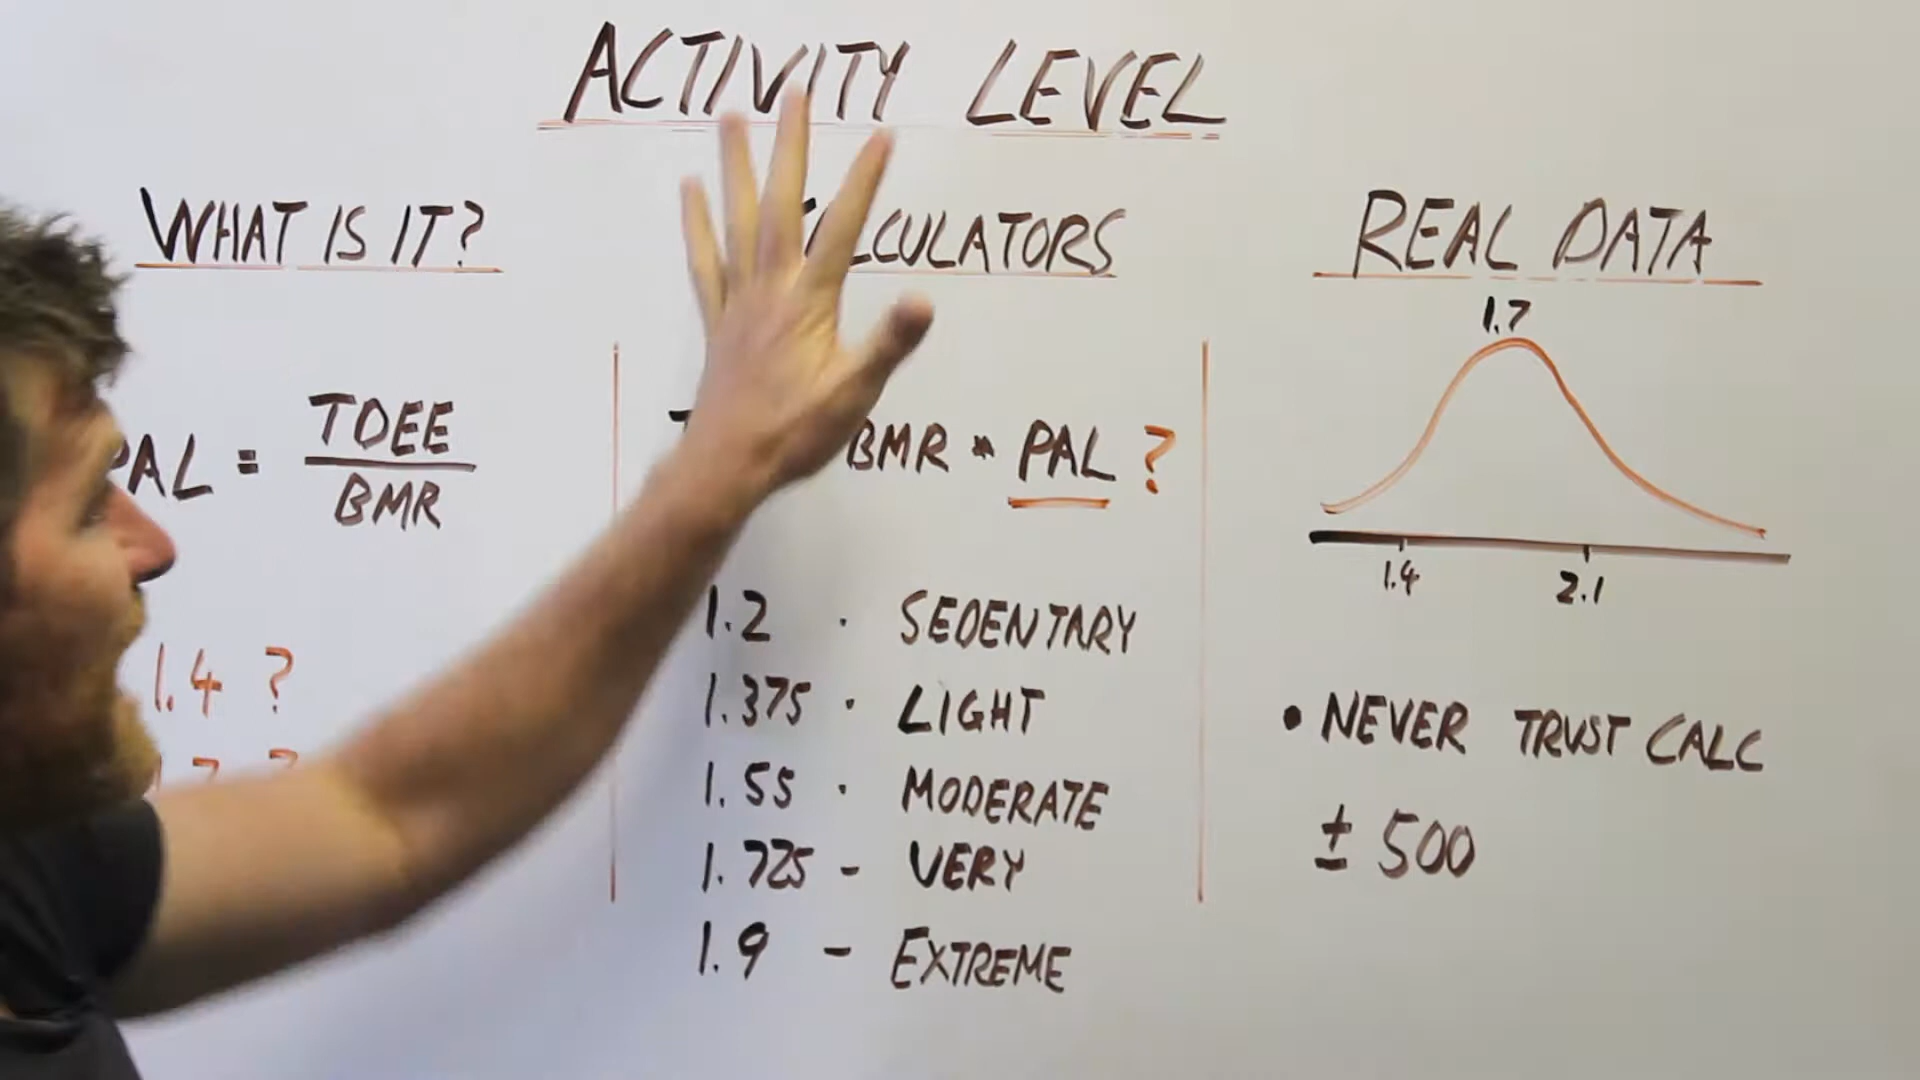 ACTIVITY LEVEL
WHAT IS IT?
AL = TDEE
BMR
1.4 ?
CULATORS
BMR * PAL ?
1.2 · SEDENTARY
1.375 · LIGHT
1.55 · MODERATE
1.725 - VERY
1.9 - EXTREME
REAL DATA
1.7
1.4 2.1
• NEVER TRUST CALC
± 500